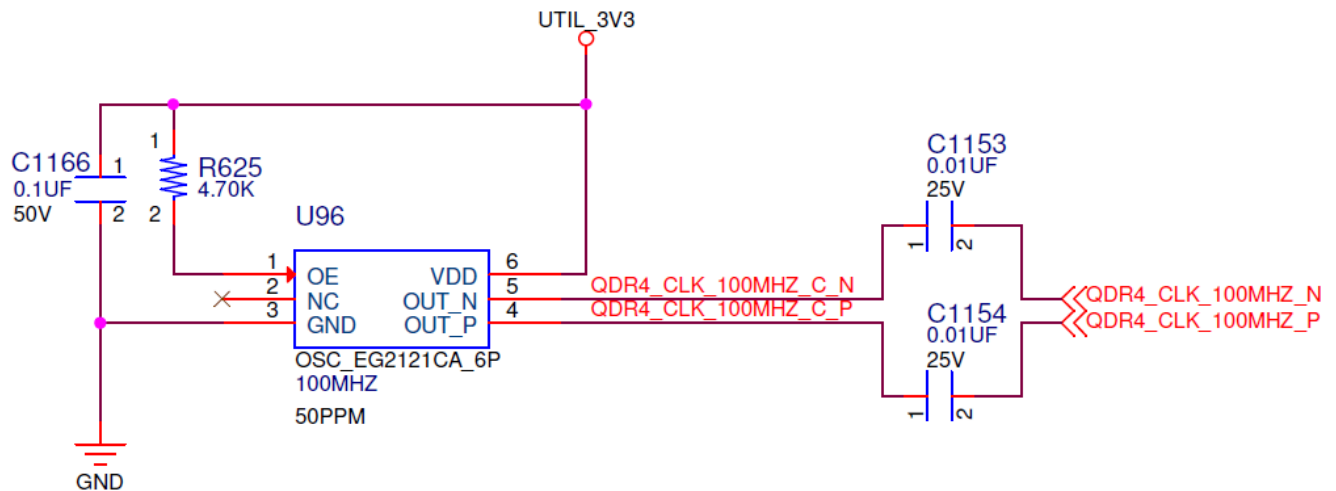 UTIL_3V3
C1166
0.1UF
50V
1
2
1
2
R625
4.70K
U96
1
2
3
OE
NC
GND
VDD
OUT_N
OUT_P
6
5
4
OSC_EG2121CA_6P
100MHZ
50PPM
QDR4_CLK_100MHZ_C_N
QDR4_CLK_100MHZ_C_P
C1153
0.01UF
25V
1
2
C1154
0.01UF
25V
1
2
QDR4_CLK_100MHZ_N
QDR4_CLK_100MHZ_P
GND